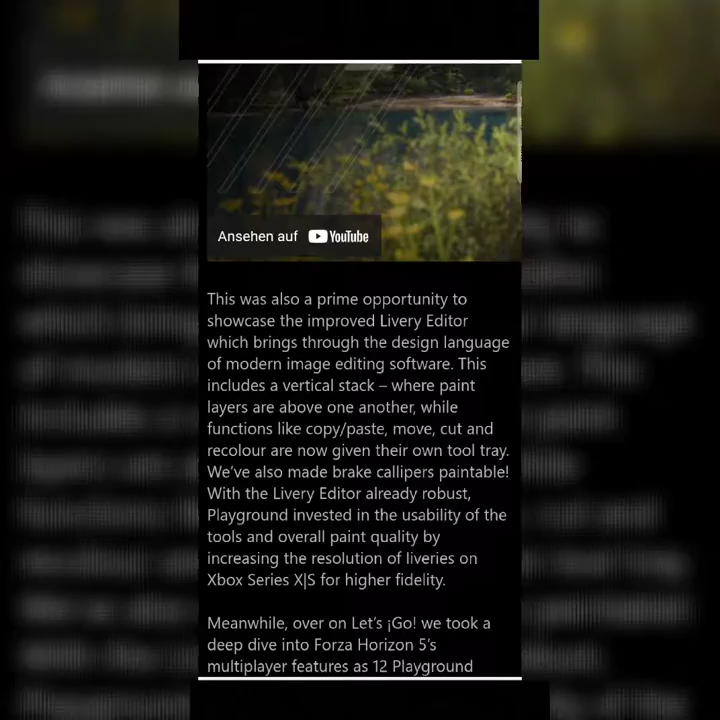 Ansehen auf YouTube
This was also a prime opportunity to
showcase the improved Livery Editor
which brings through the design language
of modern image editing software. This
includes a vertical stack – where paint
layers are above one another, while
functions like copy/paste, move, cut and
recolour are now given their own tool tray.
We've also made brake callipers paintable!
With the Livery Editor already robust,
Playground invested in the usability of the
tools and overall paint quality by
increasing the resolution of liveries on
Xbox Series X|S for higher fidelity.
Meanwhile, over on Let's ¡Go! we took a
deep dive into Forza Horizon 5's
multiplayer features as 12 Playground